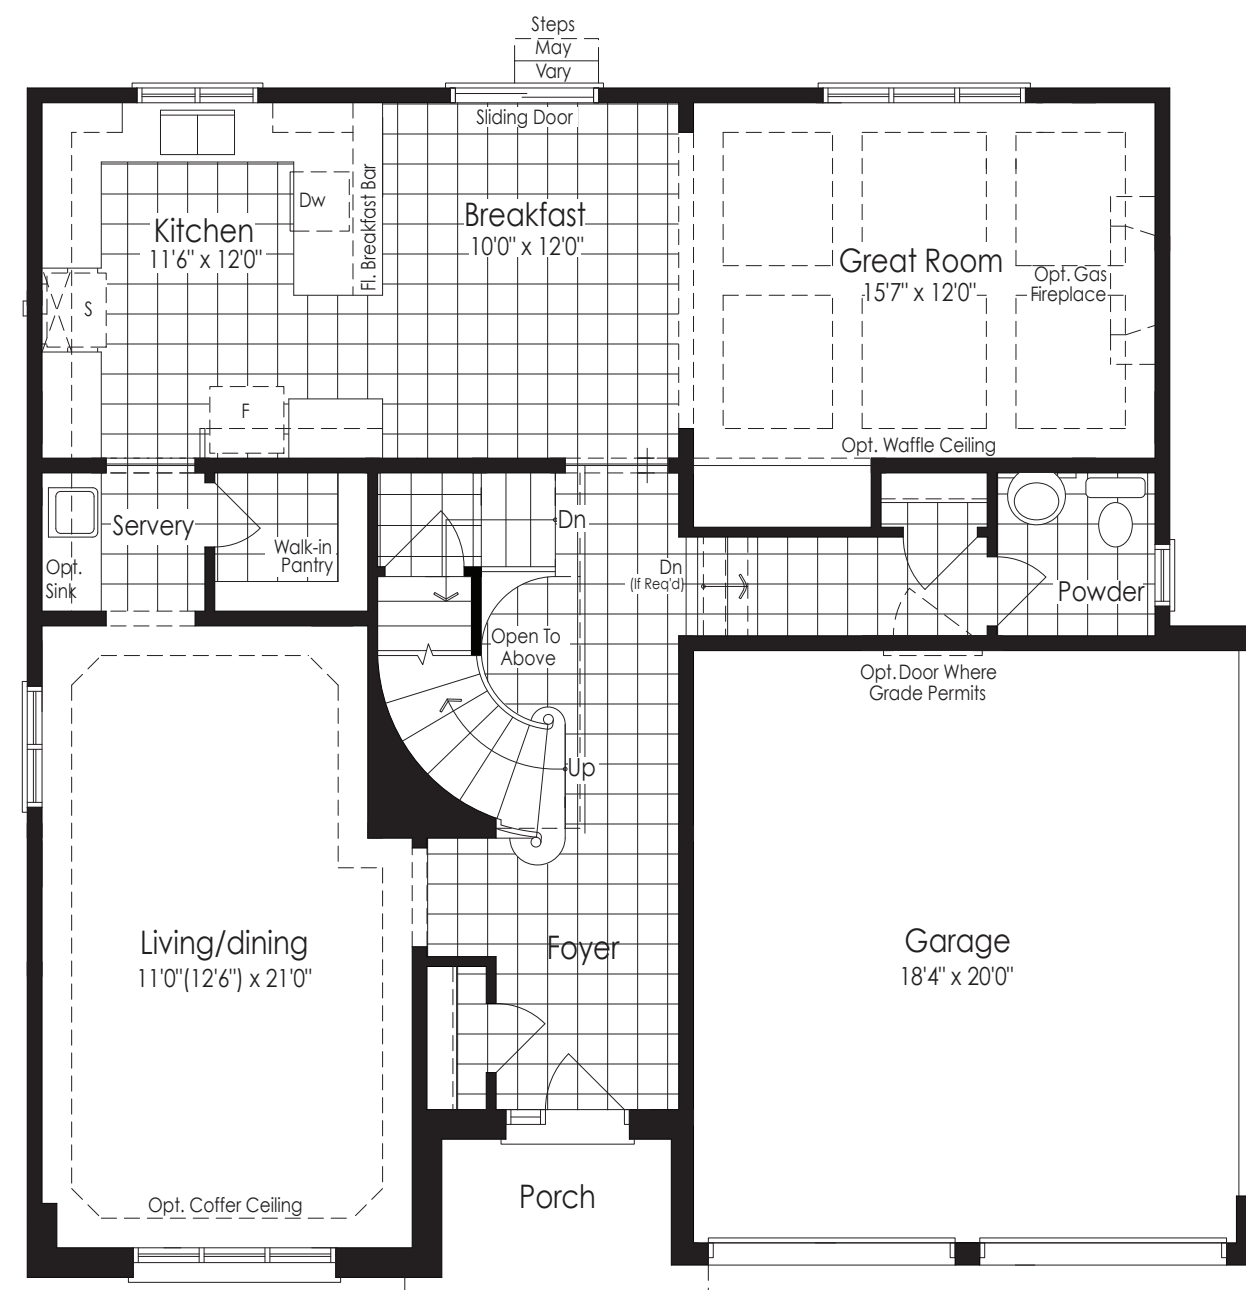 Steps
May
Vary
Sliding Door
Kitchen
11'6" x 12'0"
Dw
Fl. Breakfast Bar
Breakfast
10'0" x 12'0"
Great Room
15'7" x 12'0"
Opt. Gas
Fireplace
S
F
Opt. Waffle Ceiling
Servery
Opt.
Sink
Walk-in
Pantry
Dn
Dn
(If Req'd)
Powder
Open To
Above
Opt. Door Where
Grade Permits
Up
Living/dining
11'0"(12'6") x 21'0"
Foyer
Garage
18'4" x 20'0"
Opt. Coffer Ceiling
Porch